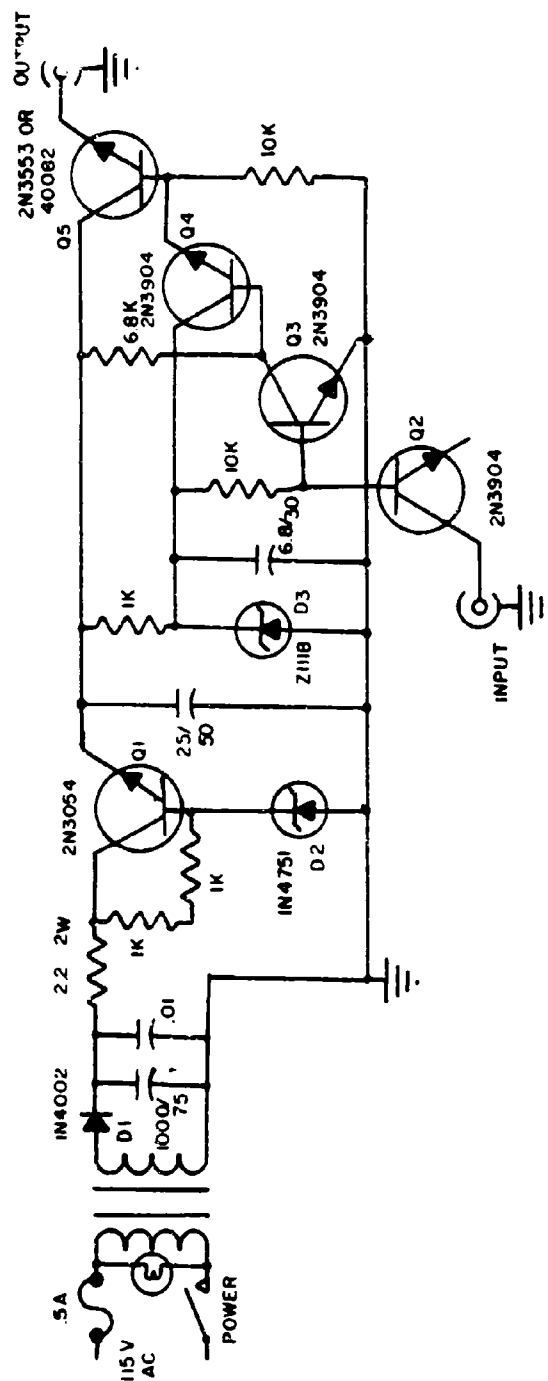 .5A
115V
AC
POWER
1N4002
D1
1000/
75
.01
2.2 2W
1K
1K
2N3054
Q1
1N4751
D2
25/
50
1K
Z1118
D3
6.8/30
10K
6.8K
2N3904
Q4
Q3
2N3904
Q2
2N3904
INPUT
Q5
2N3553 OR
40082
10K
OUTPUT